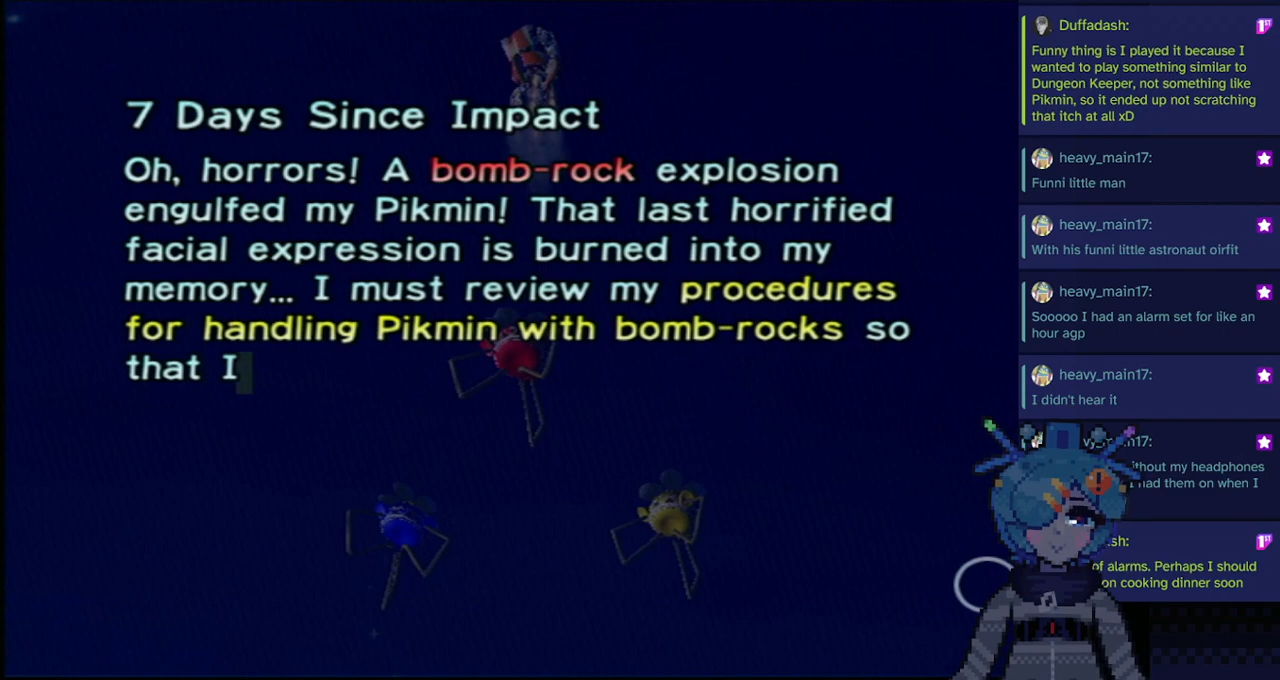 7 Days Since Impact
Oh, horrors! A bomb-rock explosion
engulfed my Pikmin! That last horrified
facial expression is burned into my
memory... I must review my procedures
for handling Pikmin with bomb-rocks so
that I
Duffadash:
Funny thing is I played it because I
wanted to play something similar to
Dungeon Keeper, not something like
Pikmin, so it ended up not scratching
that itch at all xD
heavy_main17:
Funni little man
heavy_main17:
With his funni little astronaut oirfit
heavy_main17:
Sooooo I had an alarm set for like an
hour agp
heavy_main17:
I didn't hear it
17:
my headphones
had them on when I
sh:
of alarms. Perhaps I should
on cooking dinner soon